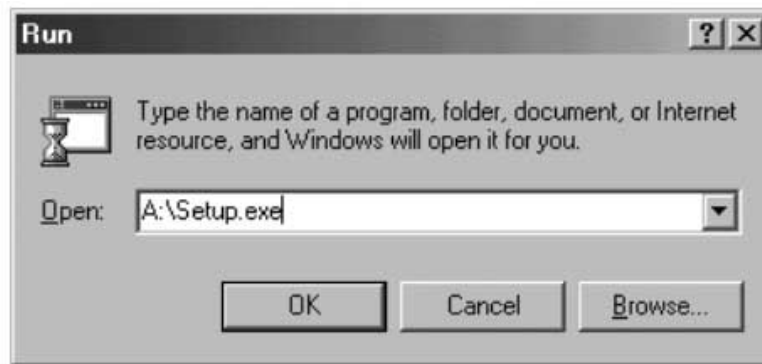 Run
Type the name of a program, folder, document, or Internet
resource, and Windows will open it for you.
Open: A:\Setup.exe
OK Cancel Browse...